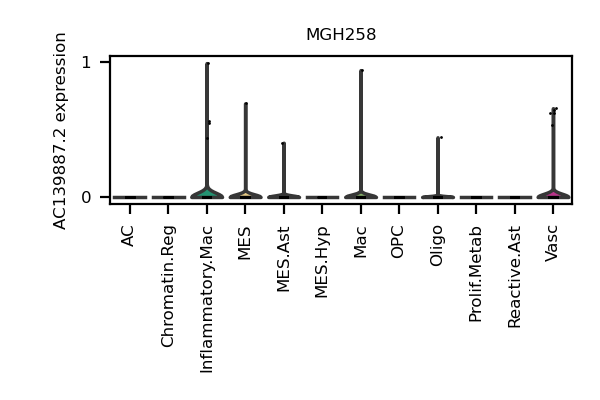 MGH258
AC139887.2 expression
1
0
AC
Chromatin.Reg
Inflammatory.Mac
MES
MES.Ast
MES.Hyp
Mac
OPC
Oligo
Prolif.Metab
Reactive.Ast
Vasc